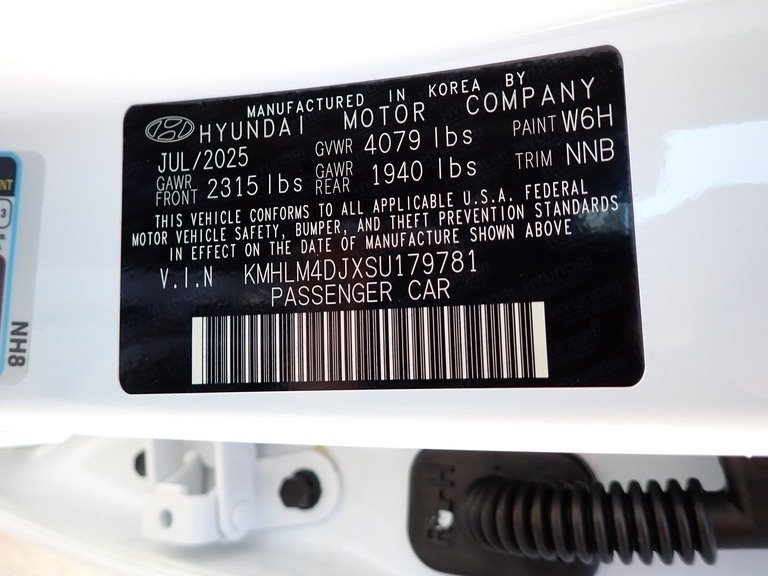 MANUFACTURED IN KOREA BY
HYUNDAI MOTOR COMPANY
JUL/2025 GVWR 4079 lbs PAINT W6H
GAWR FRONT 2315 lbs GAWR REAR 1940 lbs TRIM NNB
THIS VEHICLE CONFORMS TO ALL APPLICABLE U.S.A. FEDERAL
MOTOR VEHICLE SAFETY, BUMPER, AND THEFT PREVENTION STANDARDS
IN EFFECT ON THE DATE OF MANUFACTURE SHOWN ABOVE
V.I.N KMHLM4DJXSU179781
PASSENGER CAR
NH8